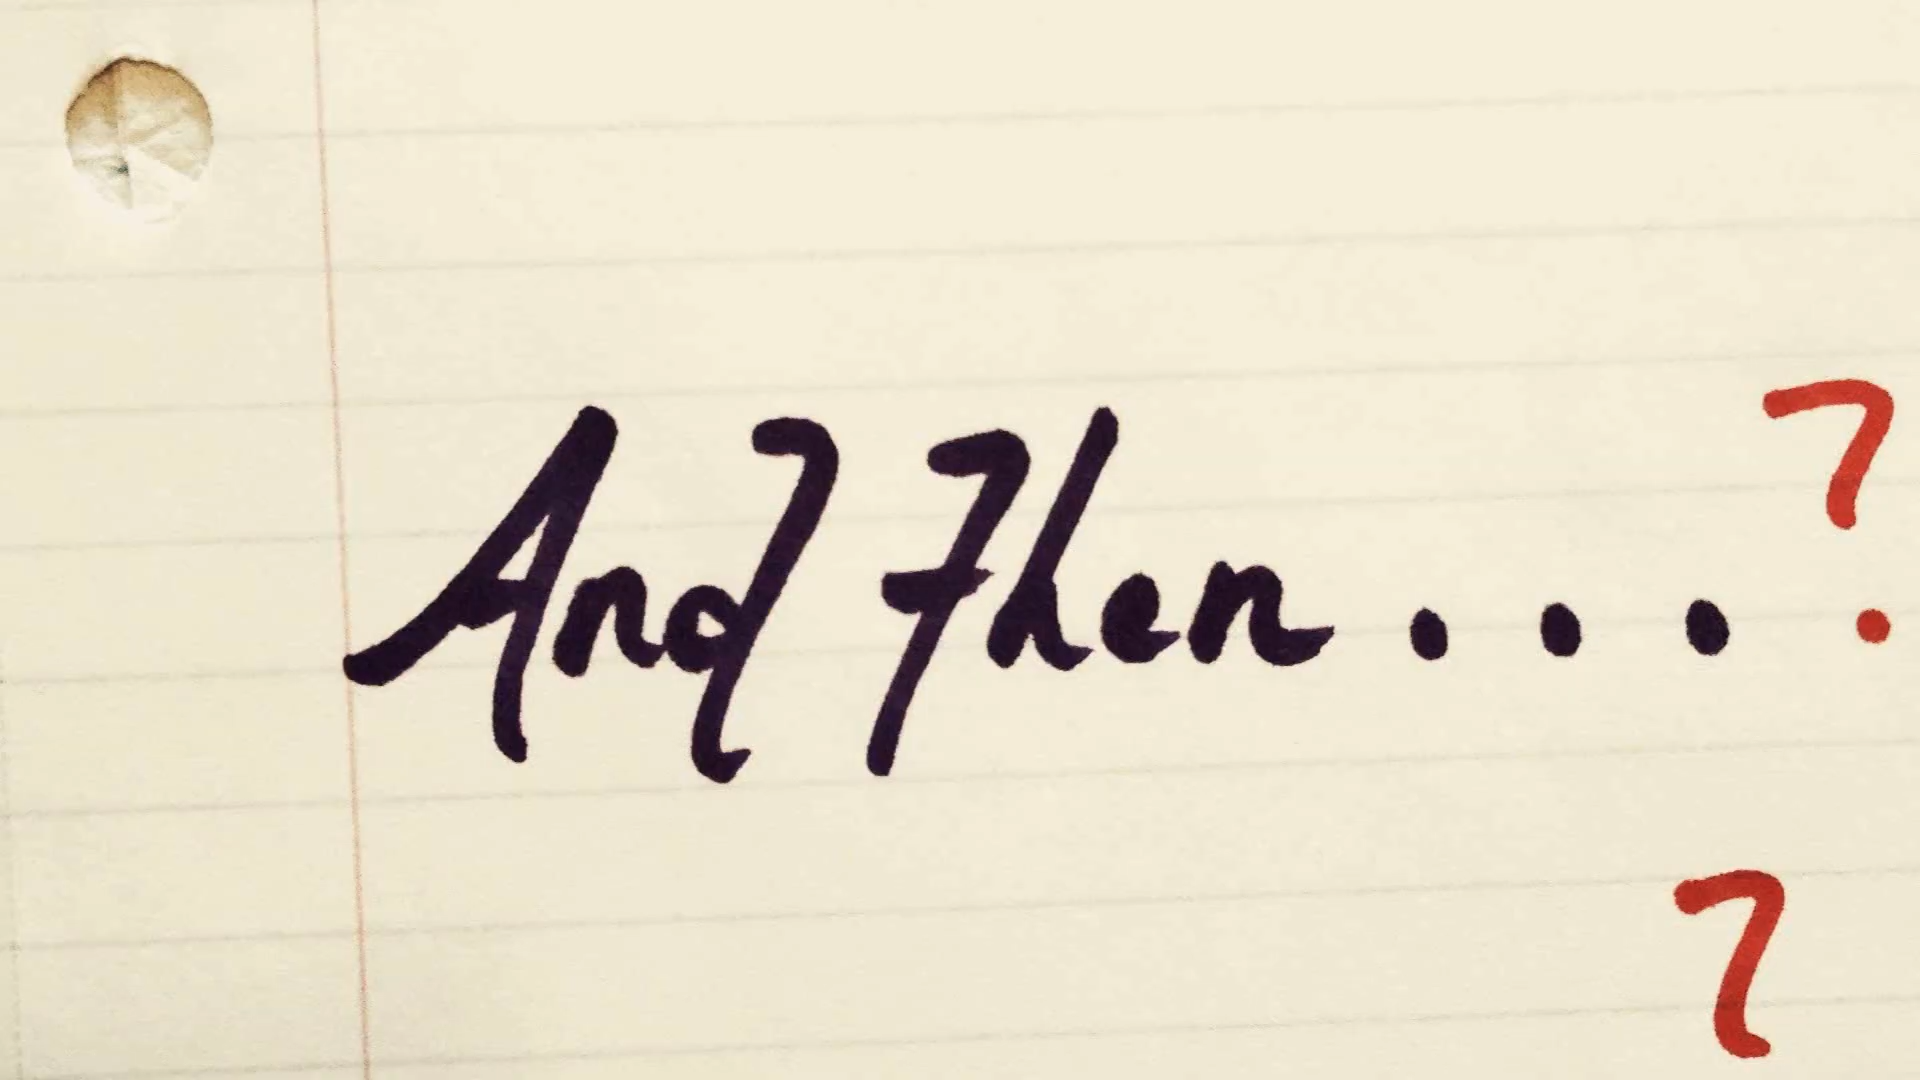 And Then . . . ?
?